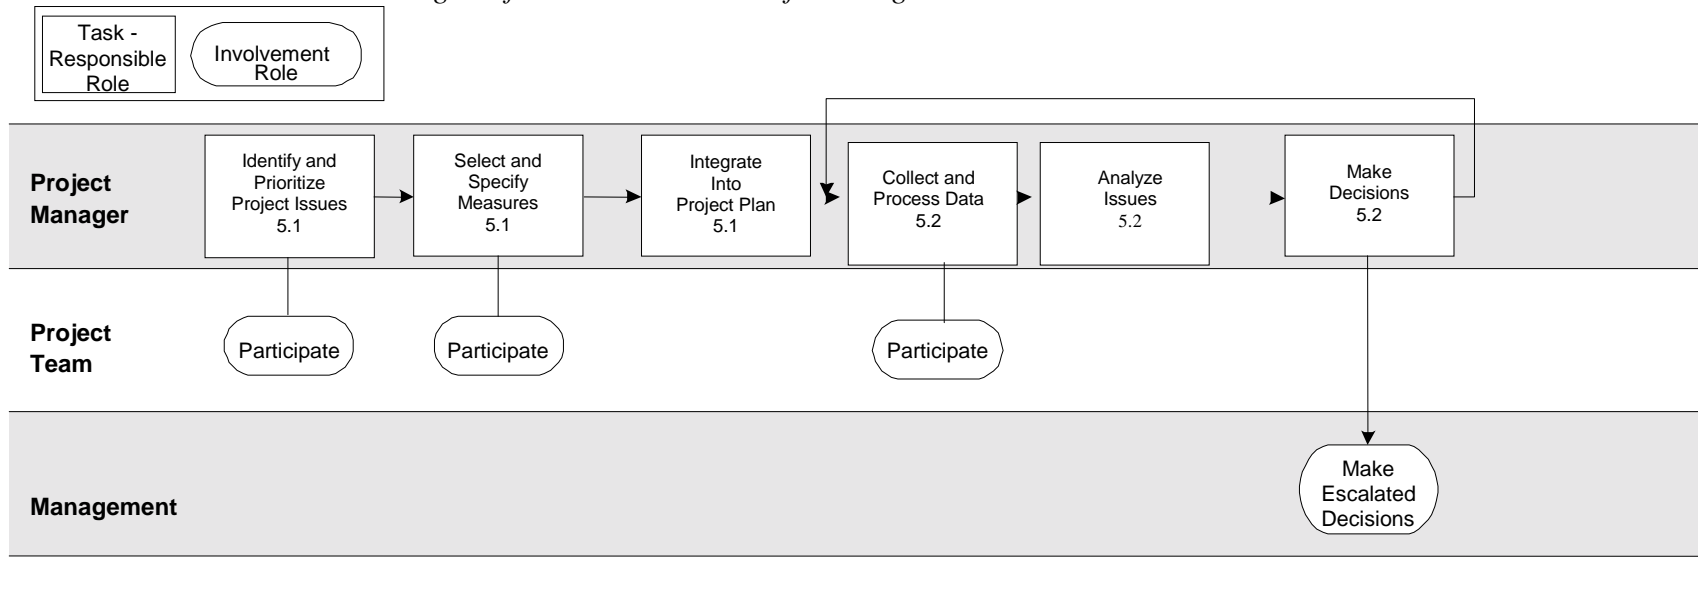 Task -
Responsible
Role
Involvement
Role
Project
Manager
Identify and
Prioritize
Project Issues
5.1
Select and
Specify
Measures
5.1
Integrate
Into
Project Plan
5.1
Collect and
Process Data
5.2
Analyze
Issues
5.2
Make
Decisions
5.2
Project
Team
Participate
Participate
Participate
Management
Make
Escalated
Decisions